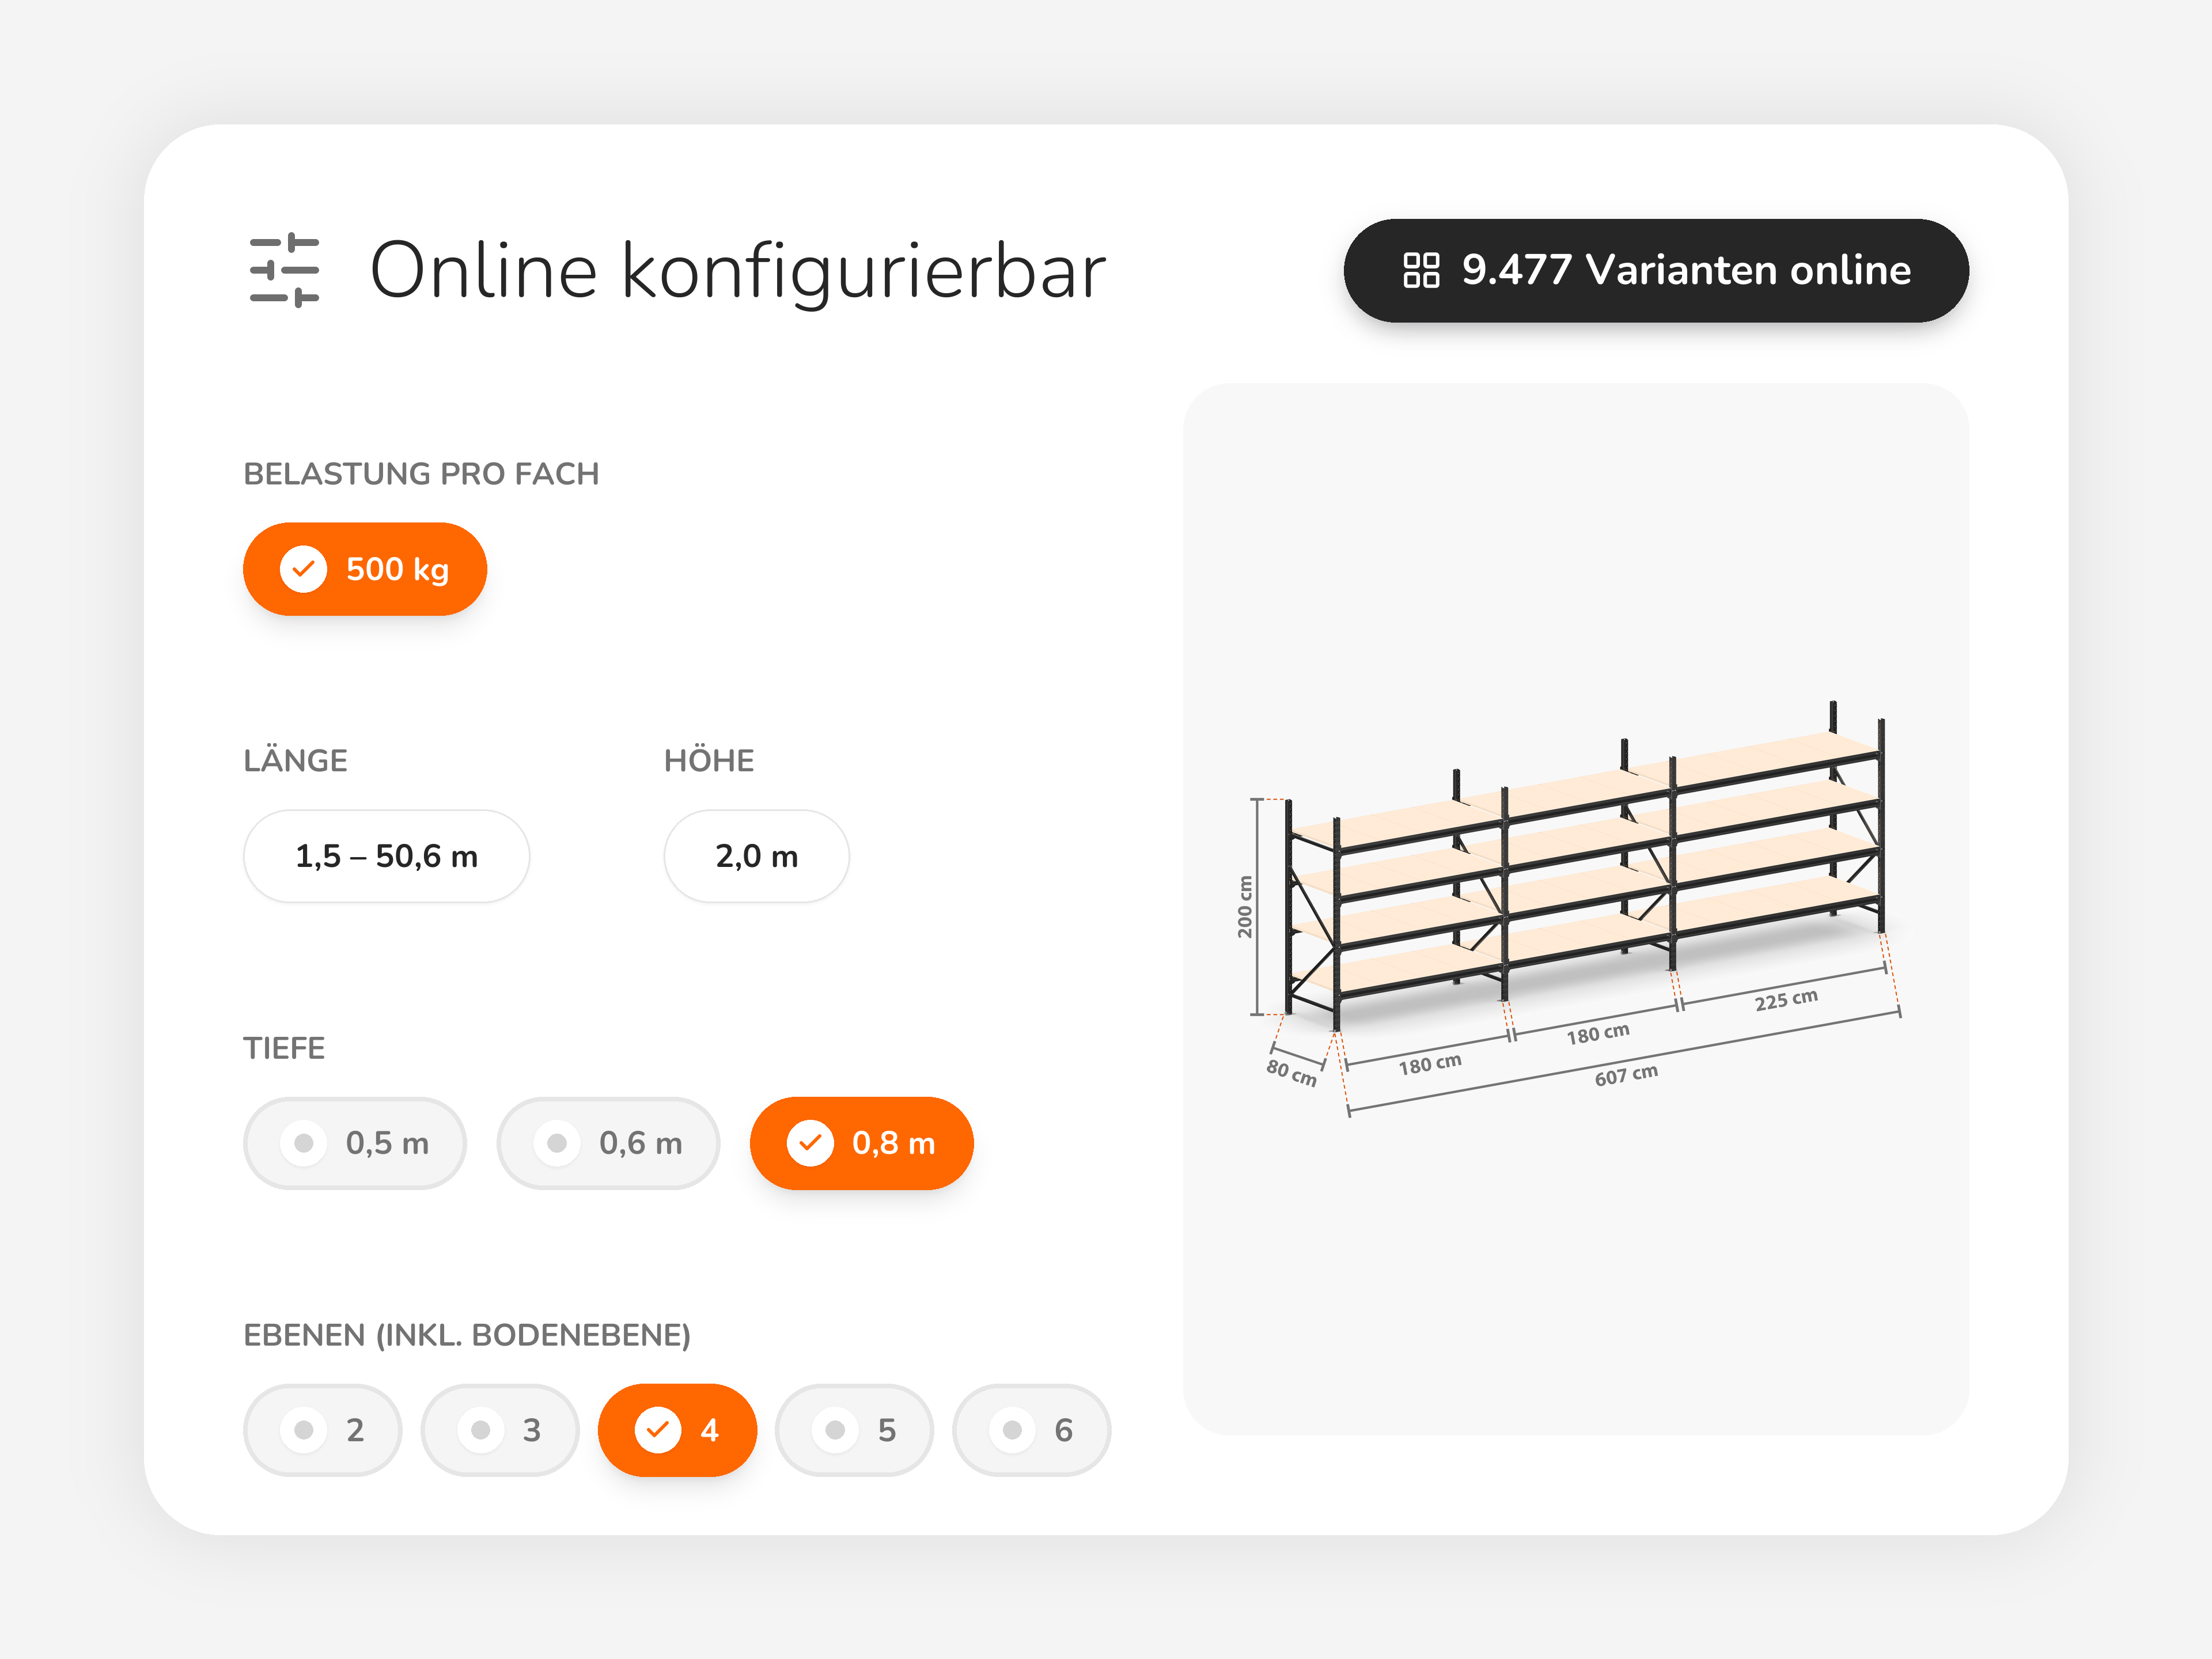 Online konfigurierbar
9.477 Varianten online
BELASTUNG PRO FACH
500 kg
LÄNGE
1,5 – 50,6 m
HÖHE
2,0 m
TIEFE
0,5 m
0,6 m
0,8 m
EBENEN (INKL. BODENEBENE)
2
3
4
5
6
200 cm
80 cm
180 cm
180 cm
225 cm
607 cm